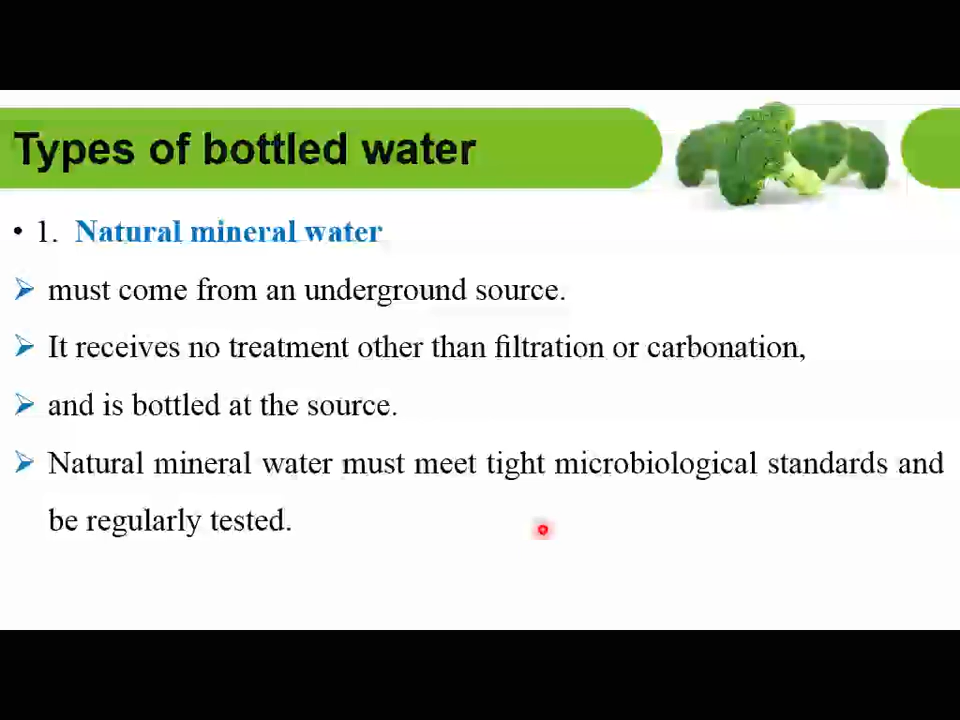 Types of bottled water
• 1. Natural mineral water
➢ must come from an underground source.
➢ It receives no treatment other than filtration or carbonation,
➢ and is bottled at the source.
➢ Natural mineral water must meet tight microbiological standards and
be regularly tested.